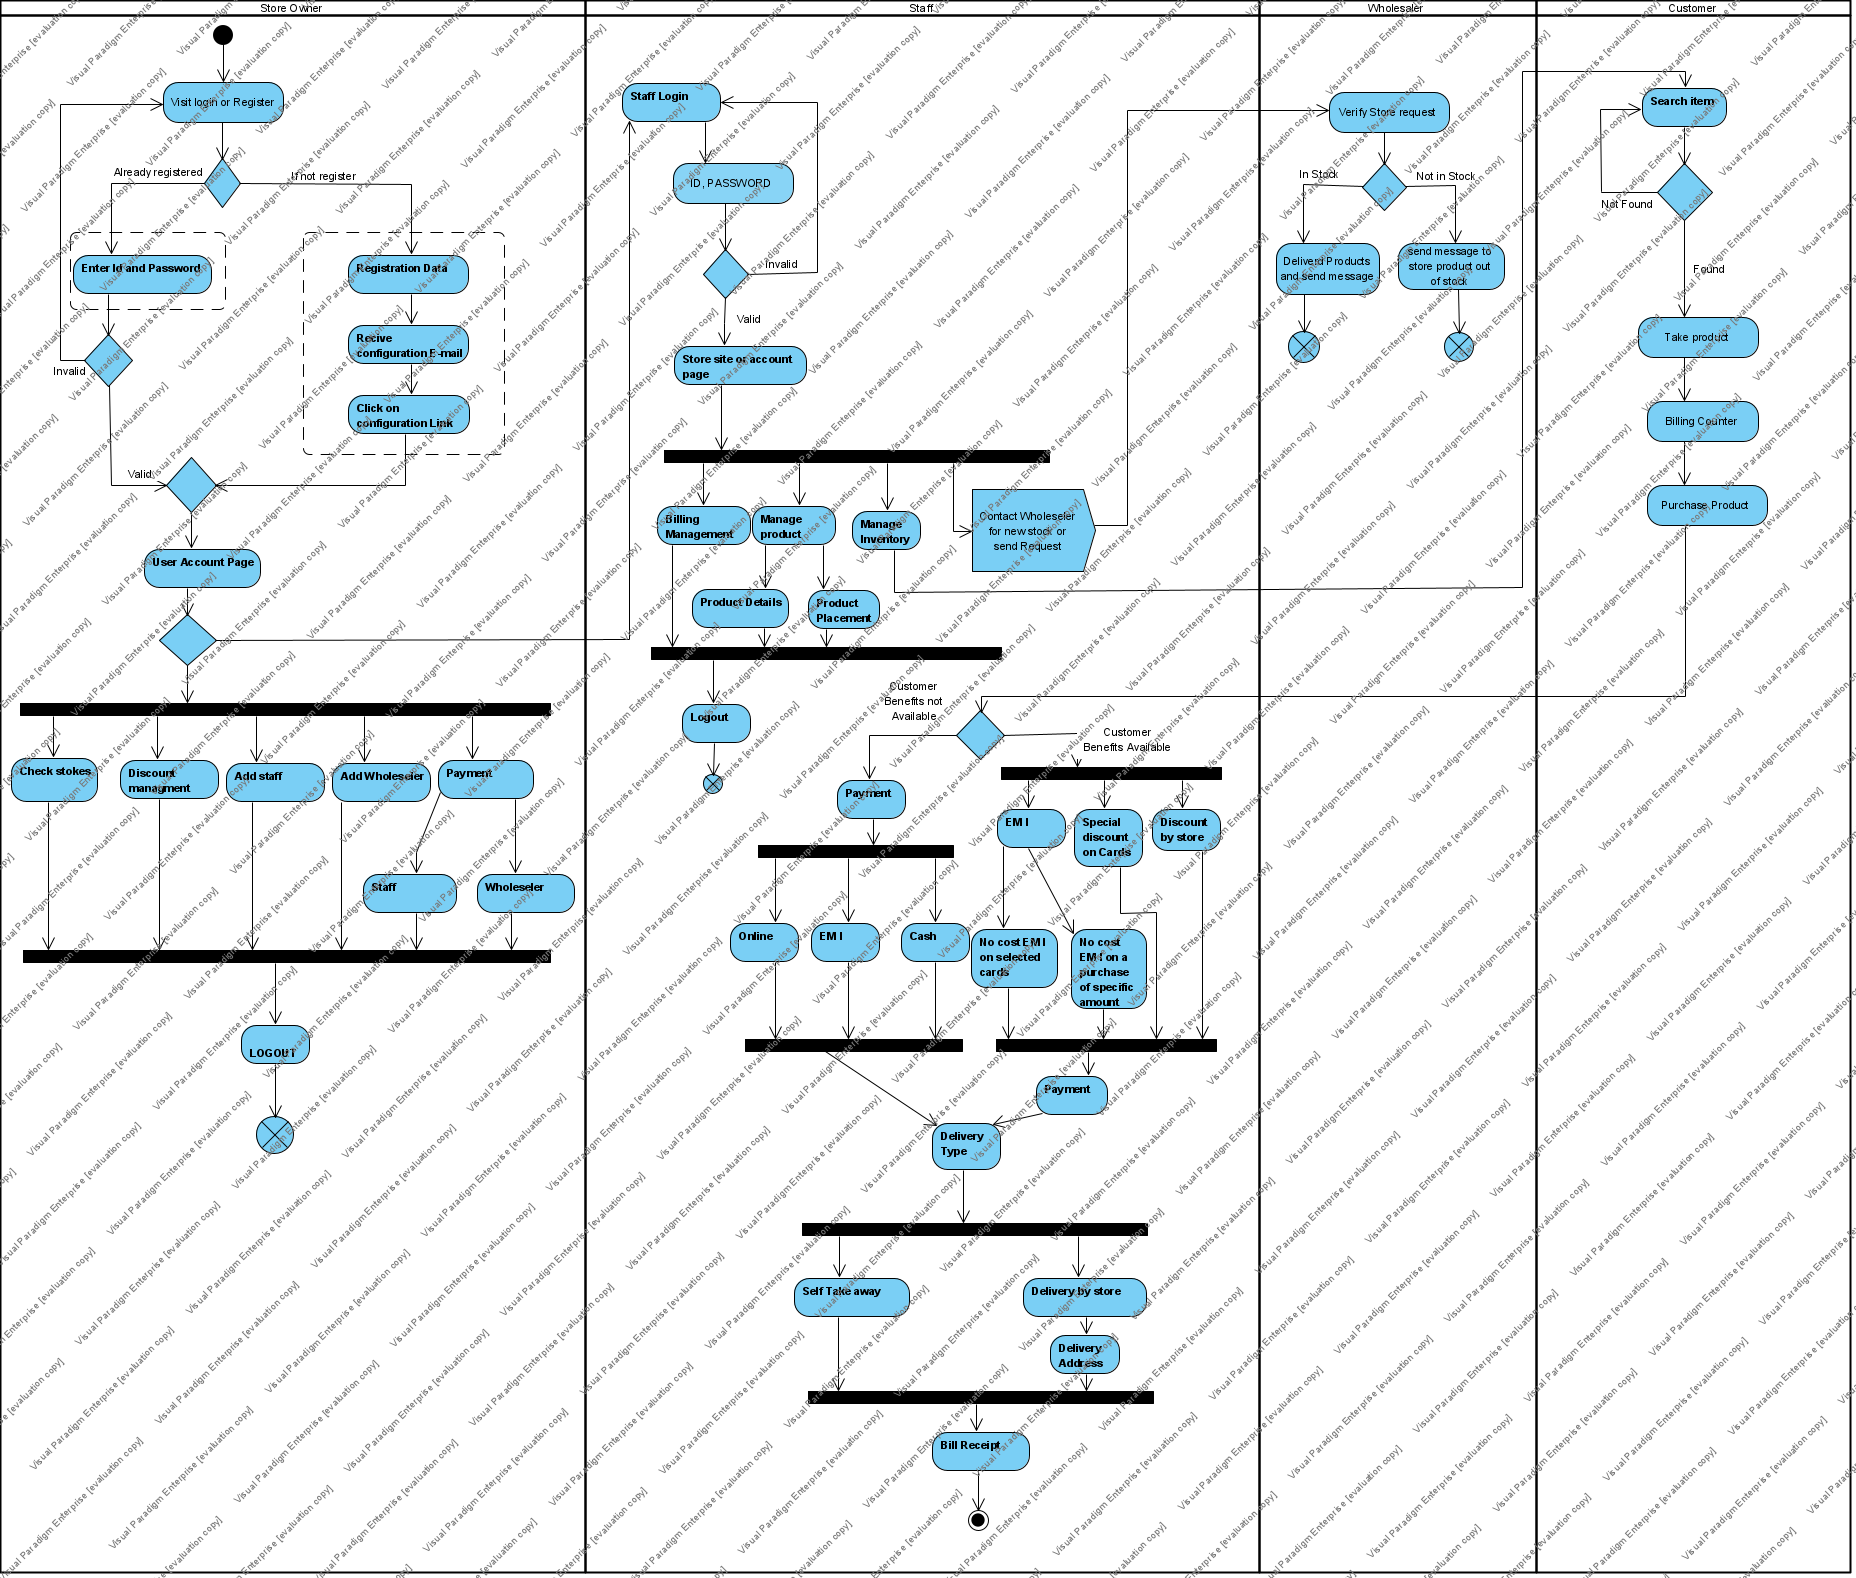 Store Owner
Staff
Wholesaler
Customer
Visit login or Register
Already registered
If not register
Enter Id and Password
Registration Data
Recive
configuration E-mail
Click on
configuration Link
Invalid
Valid
User Account Page
Check stokes
Discount
managment
Add staff
Add Wholeseler
Payment
Staff
Wholeseler
LOGOUT
Staff Login
ID, PASSWORD
Invalid
Valid
Store site or account
page
Billing
Management
Manage
product
Manage
Inventory
Contact Wholeseler
for new stock or
send Request
Product Details
Product
Placement
Logout
Customer
Benefits not
Available
Customer
Benefits Available
Payment
EMI
Special
discount
on Cards
Discount
by store
Online
EMI
Cash
No cost EMI
on selected
cards
No cost
EMI on a
purchase
of specific
amount
Payment
Delivery
Type
Self Take away
Delivery by store
Delivery
Address
Bill Receipt
Verify Store request
In Stock
Not in Stock
Deliverd Products
and send message
send message to
store product out
of stock
Search item
Not Found
Found
Take product
Billing Counter
Purchase Product
Visual Paradigm Enterprise [evaluation copy]